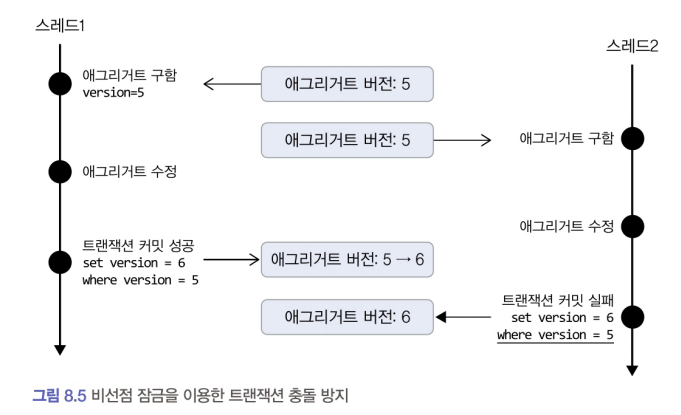 스레드1
스레드2
애그리거트 구함
version=5
애그리거트 버전: 5
애그리거트 버전: 5
애그리거트 구함
애그리거트 수정
애그리거트 수정
트랜잭션 커밋 성공
set version = 6
where version = 5
애그리거트 버전: 5 → 6
애그리거트 버전: 6
트랜잭션 커밋 실패
set version = 6
where version = 5
그림 8.5 비선점 잠금을 이용한 트랜잭션 충돌 방지